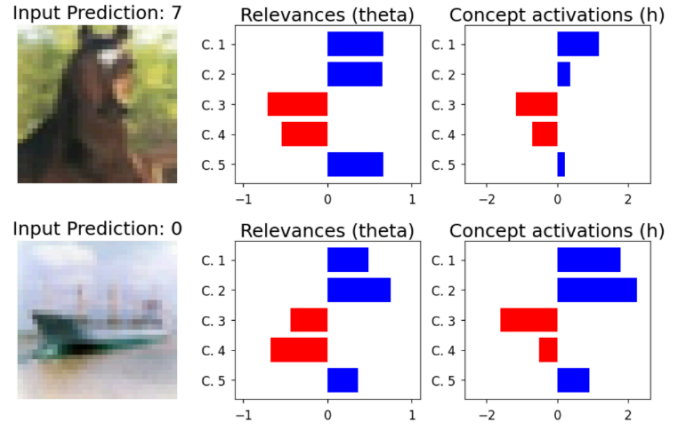 Input Prediction: 7
Relevances (theta)
Concept activations (h)
C. 1
C. 2
C. 3
C. 4
C. 5
−1
0
1
C. 1
C. 2
C. 3
C. 4
C. 5
−2
0
2
Input Prediction: 0
Relevances (theta)
Concept activations (h)
C. 1
C. 2
C. 3
C. 4
C. 5
−1
0
1
C. 1
C. 2
C. 3
C. 4
C. 5
−2
0
2